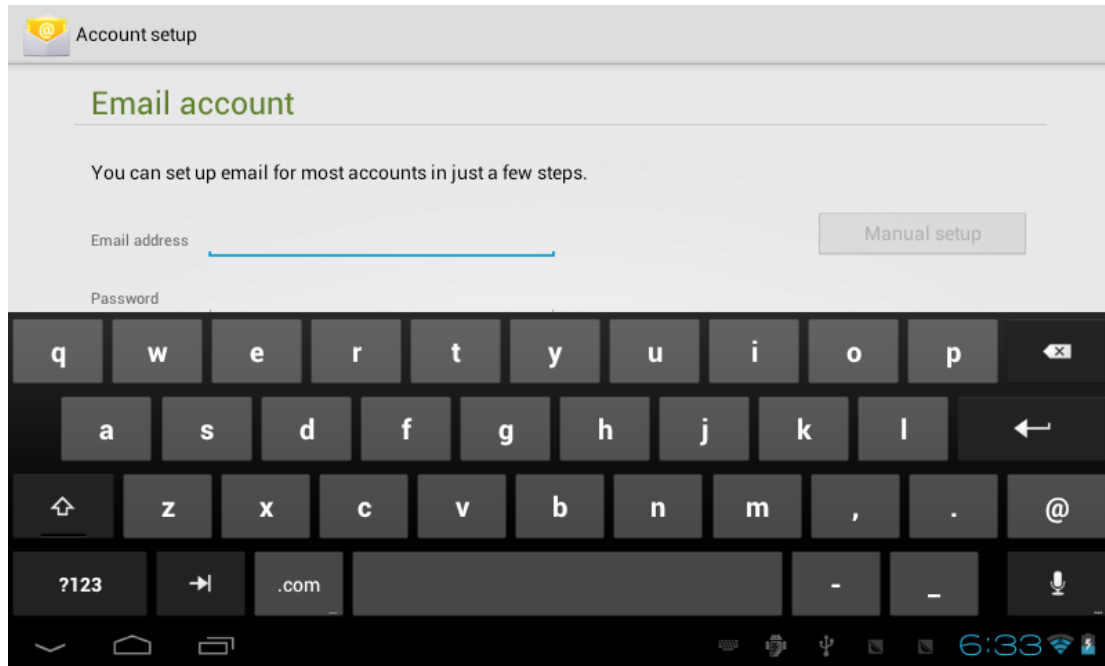 Account setup
Email account
You can set up email for most accounts in just a few steps.
Email address
Manual setup
Password
q w e r t y u i o p
a s d f g h j k l
z x c v b n m , . @
?123 .com - _
6:33